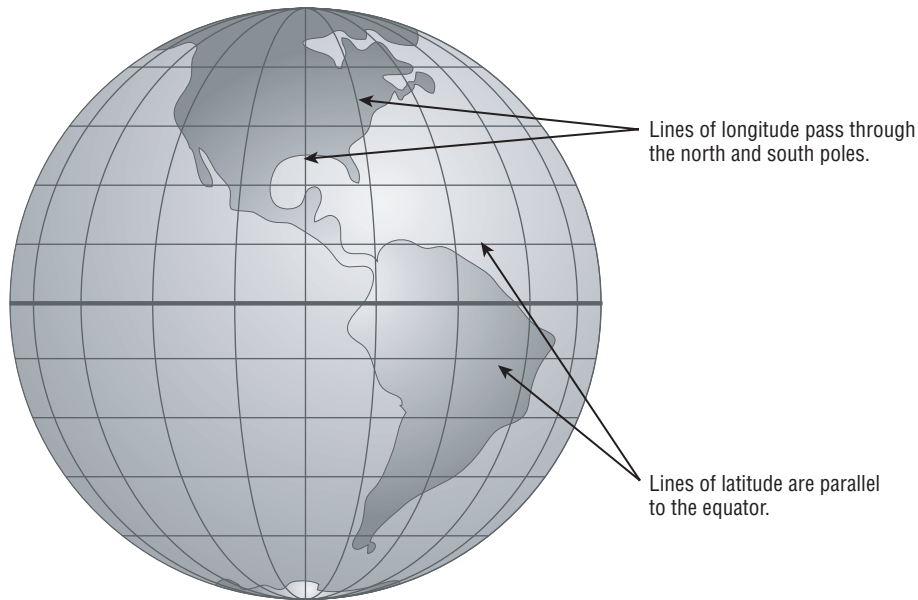 Lines of longitude pass through
the north and south poles.
Lines of latitude are parallel
to the equator.